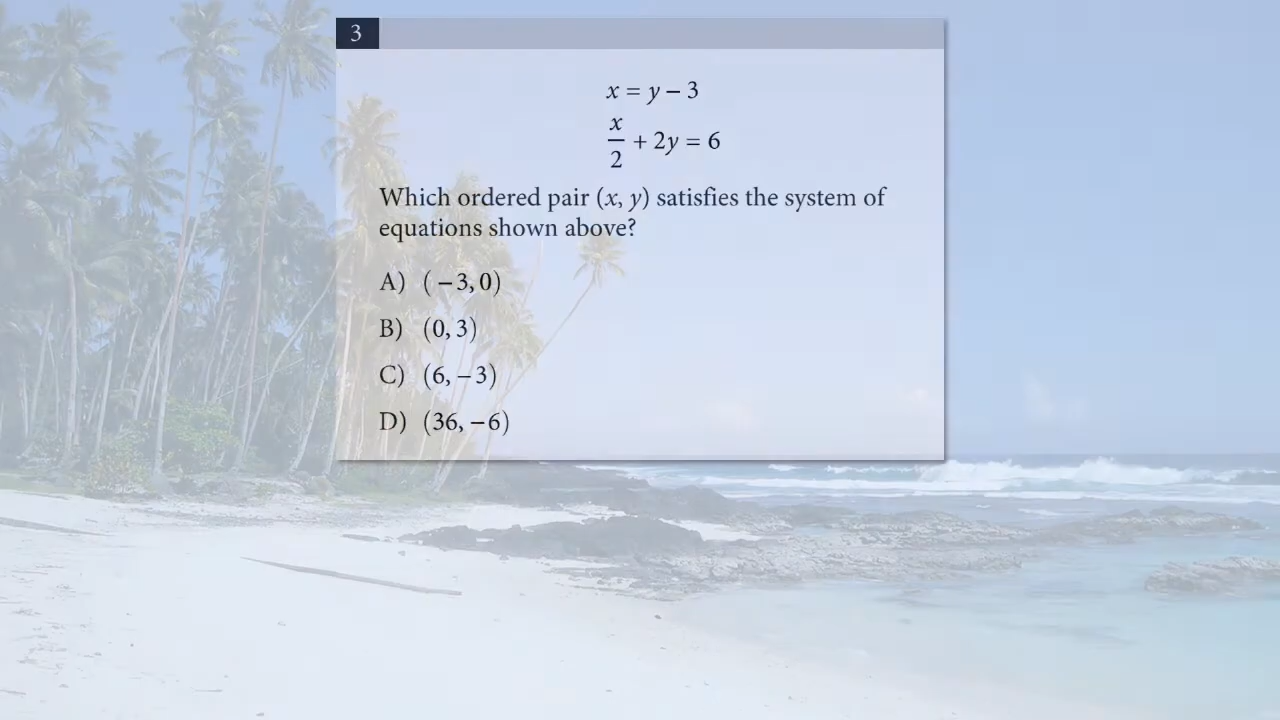 3
x = y − 3
x/2 + 2y = 6
Which ordered pair (x, y) satisfies the system of
equations shown above?
A) (−3, 0)
B) (0, 3)
C) (6, −3)
D) (36, −6)